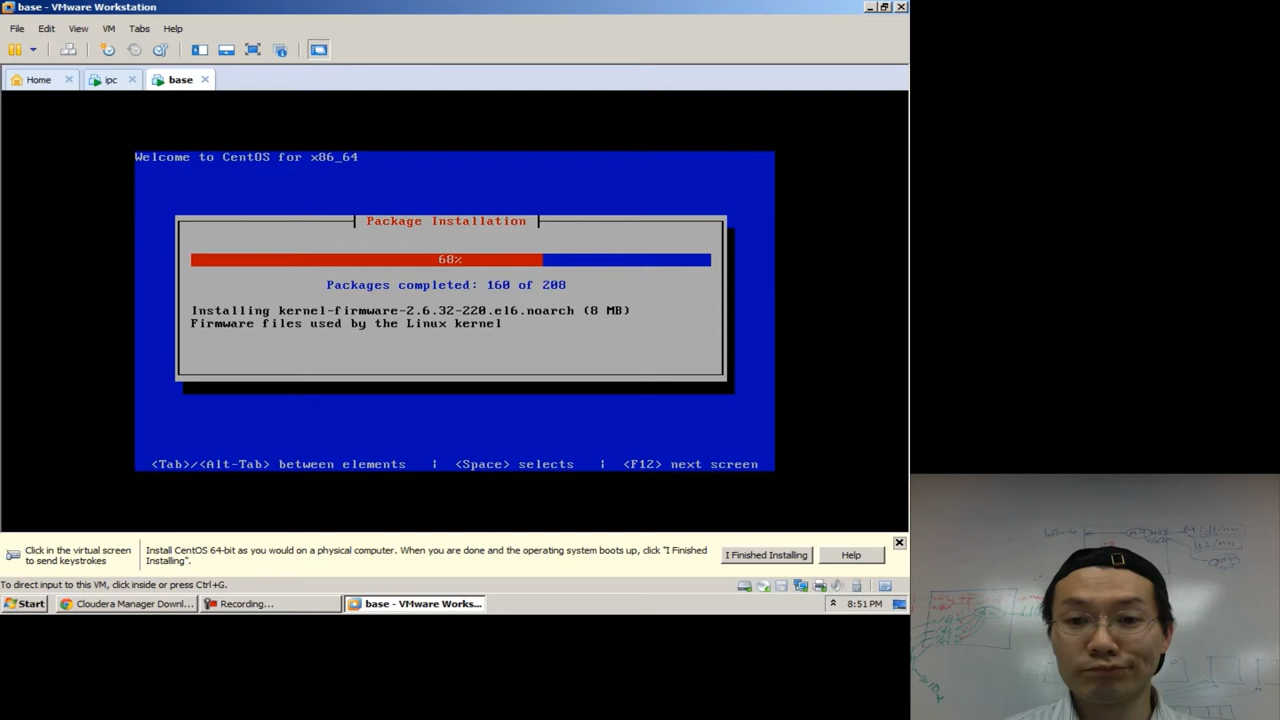 base - VMware Workstation
File Edit View VM Tabs Help
Home ipc base
Welcome to CentOS for x86_64
Package Installation
68%
Packages completed: 160 of 208
Installing kernel-firmware-2.6.32-220.el6.noarch (8 MB)
Firmware files used by the Linux kernel
<Tab>/<Alt-Tab> between elements | <Space> selects | <F12> next screen
Click in the virtual screen
to send keystrokes
Install CentOS 64-bit as you would on a physical computer. When you are done and the operating system boots up, click "I Finished
Installing".
I Finished Installing
Help
To direct input to this VM, click inside or press Ctrl+G.
Start Cloudera Manager Downl... Recording... base - VMware Works... 8:51 PM